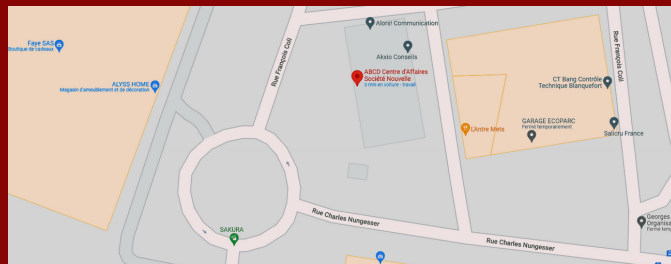 Alors! Communication
Faye SAS
Boutique de cadeaux
Akxio Conseils
Rue François Coli
ABCD Centre d'Affaires
Société Nouvelle
3 min en voiture · travail
Rue François Coli
ALYSS HOME
Magasin d'ameublement et de décoration
CT Bang Contrôle
Technique Blanquefort
L'Antre Mets
GARAGE ECOPARC
Fermé temporairement
Salicru France
Rue Charles Nungesser
SAKURA
Rue Charles Nungesser
Georges
Organisa
Fermé temp